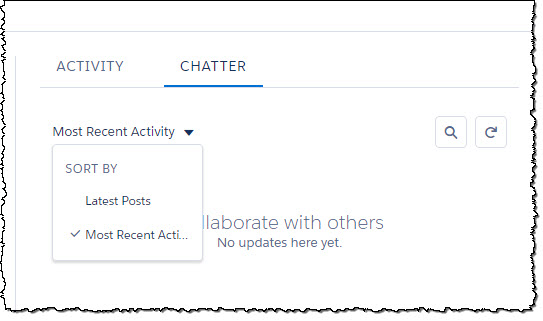 ACTIVITY CHATTER
Most Recent Activity
SORT BY
Latest Posts
Most Recent Acti...
llaborate with others
No updates here yet.